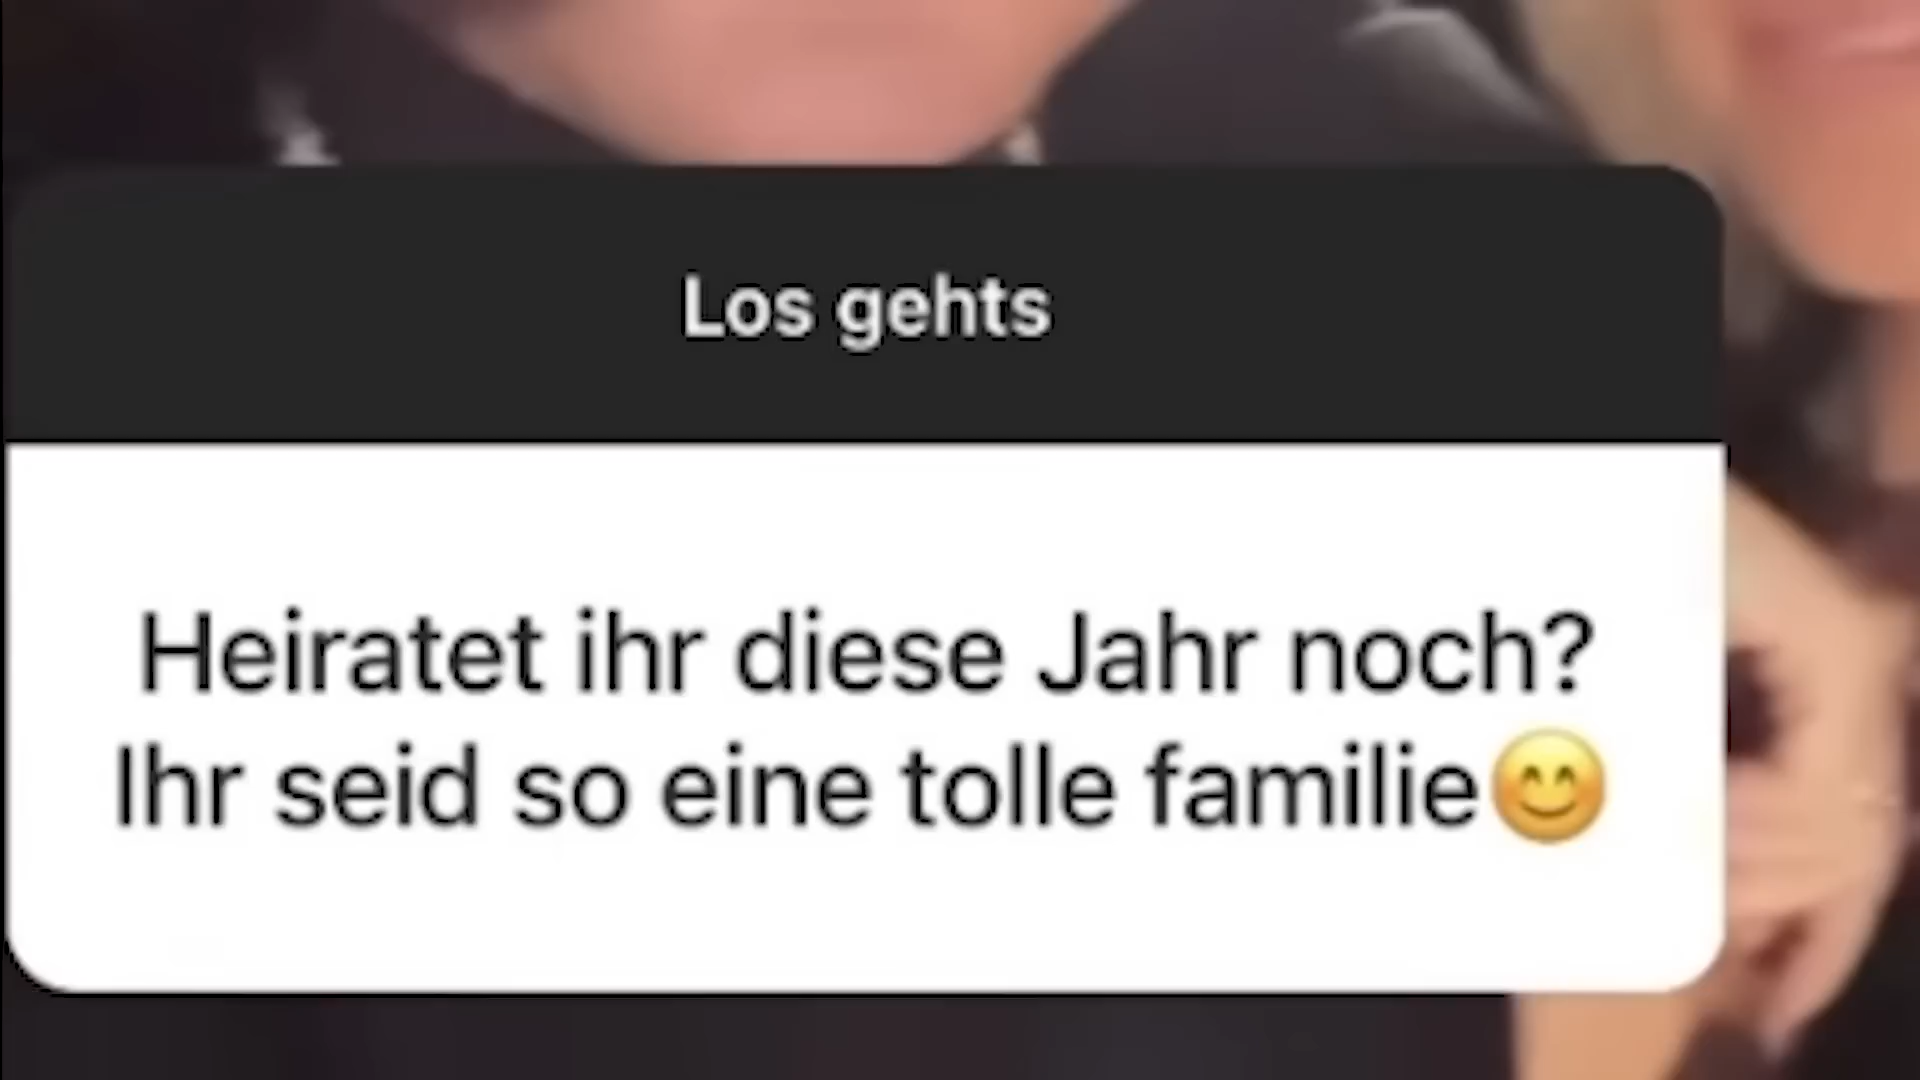 Los gehts
Heiratet ihr diese Jahr noch?
Ihr seid so eine tolle familie😊